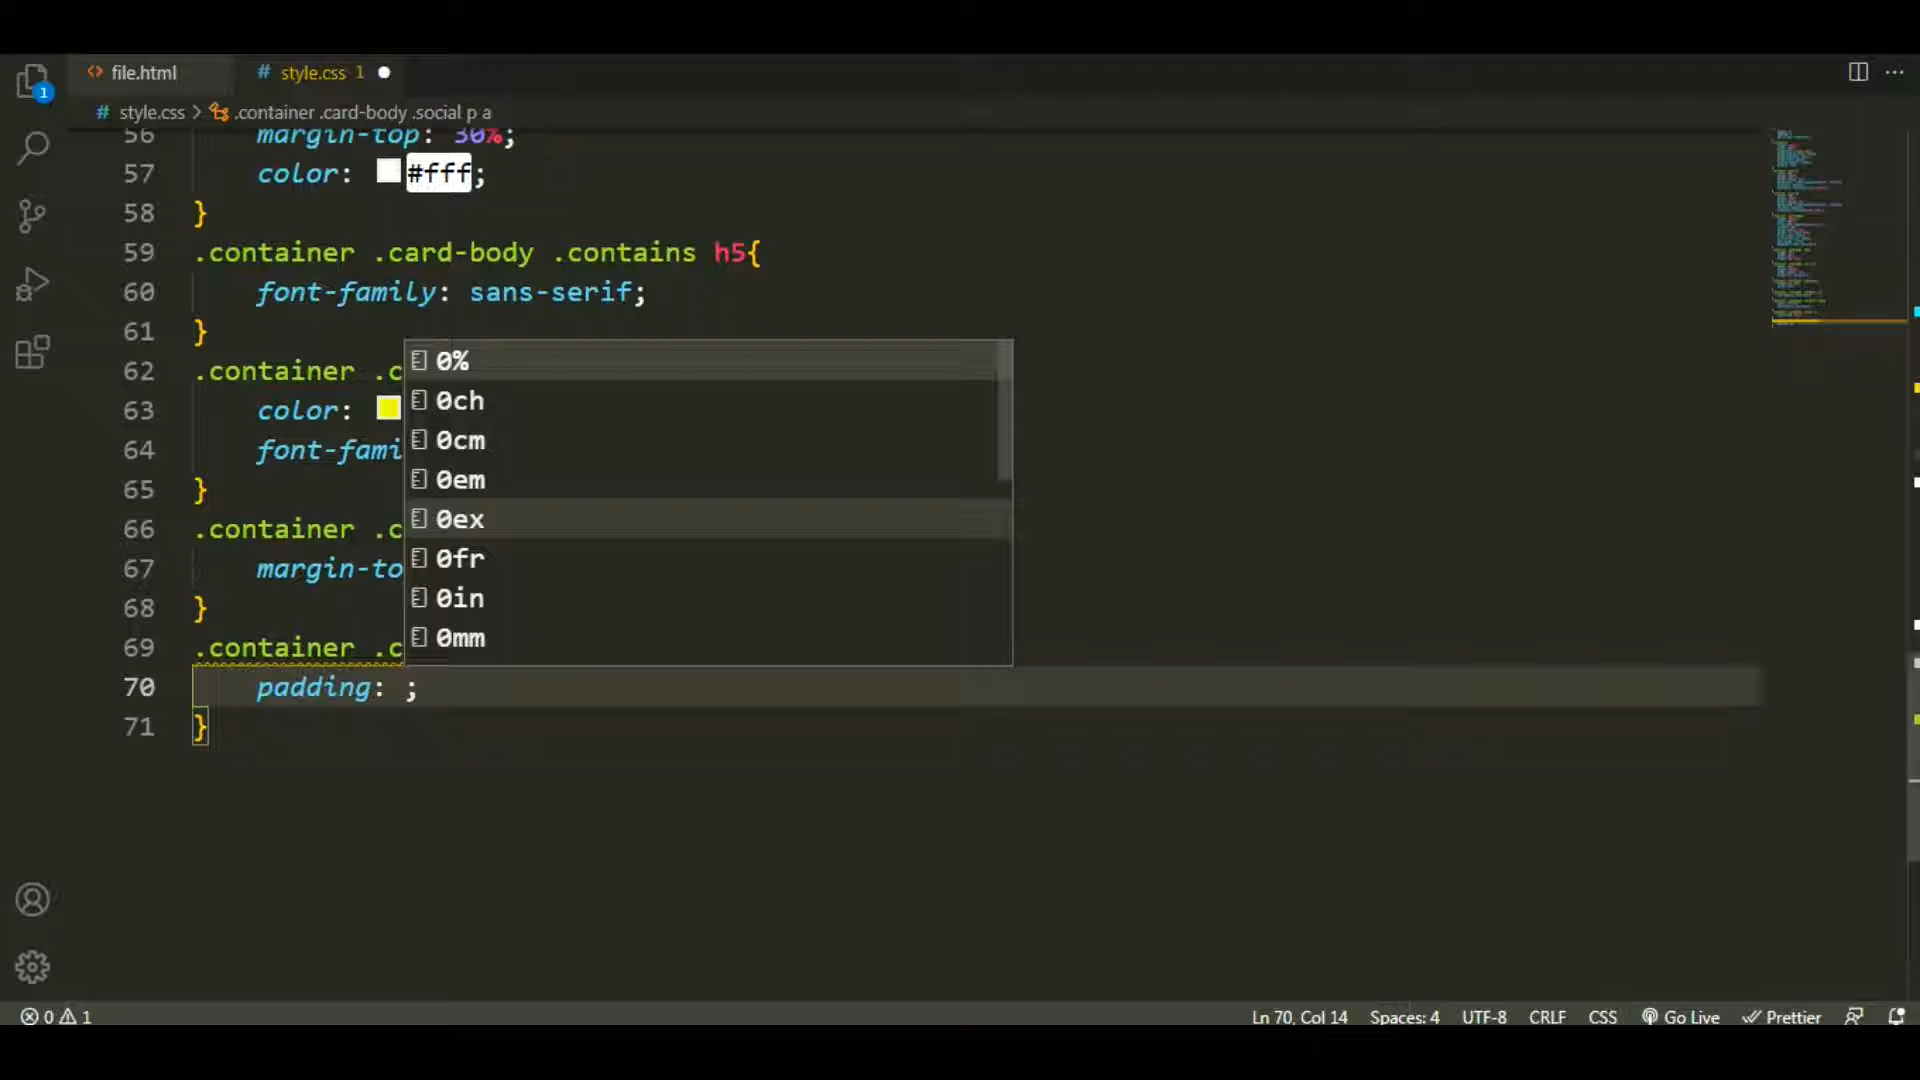 file.html
style.css 1
style.css > .container .card-body .social p a
1
56 margin-top: 30%;
57 color: #fff;
58 }
59 .container .card-body .contains h5{
60 font-family: sans-serif;
61 }
62 .container .c
63 color:
64 font-fami
65 }
66 .container .c
67 margin-to
68 }
69 .container .c
70 padding: ;
71 }
0%
0ch
0cm
0em
0ex
0fr
0in
0mm
0 1
Ln 70, Col 14 Spaces: 4 UTF-8 CRLF CSS Go Live Prettier